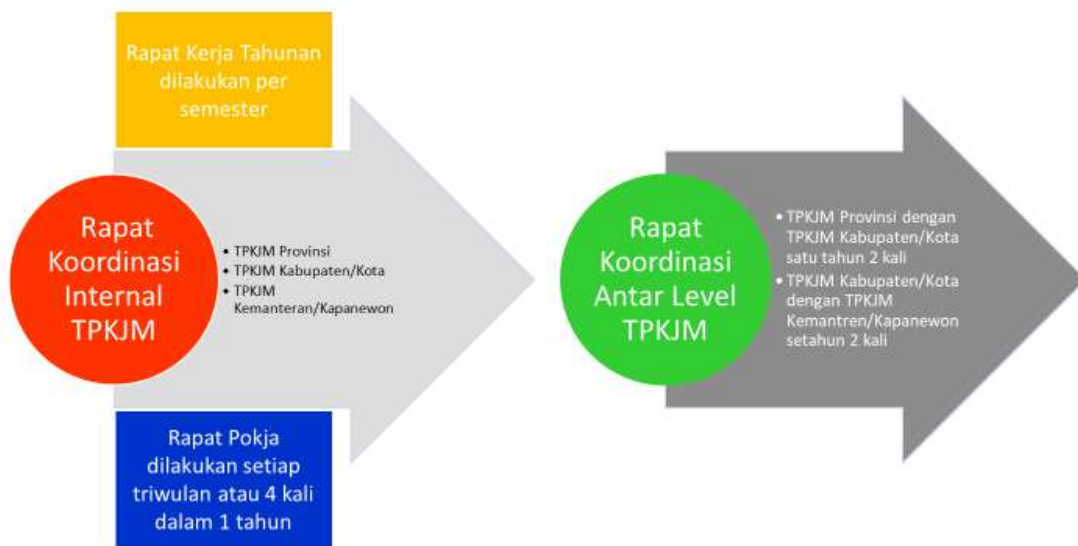 Rapat Kerja Tahunan
dilakukan per
semester
Rapat
Koordinasi
Internal
TPKJM
• TPKJM Provinsi
• TPKJM Kabupaten/Kota
• TPKJM
Kemanteran/Kapanewon
Rapat Pokja
dilakukan setiap
triwulan atau 4 kali
dalam 1 tahun
Rapat
Koordinasi
Antar Level
TPKJM
• TPKJM Provinsi dengan
TPKJM Kabupaten/Kota
satu tahun 2 kali
• TPKJM Kabupaten/Kota
dengan TPKJM
Kemantren/Kapanewon
setahun 2 kali